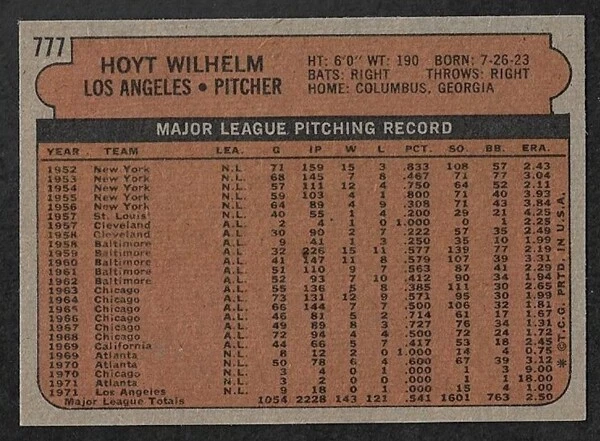 777
HOYT WILHELM
LOS ANGELES • PITCHER
HT: 6'0" WT: 190 BORN: 7-26-23
BATS: RIGHT THROWS: RIGHT
HOME: COLUMBUS, GEORGIA
MAJOR LEAGUE PITCHING RECORD
YEAR TEAM LEA. G IP W L PCT. SO. BB. ERA.
1952 New York N.L. 71 159 15 3 .833 108 57 2.43
1953 New York N.L. 68 145 7 8 .467 71 77 3.04
1954 New York N.L. 57 111 12 4 .750 64 52 2.11
1955 New York N.L. 59 103 4 1 .800 71 40 3.93
1956 New York N.L. 64 89 4 9 .308 71 43 3.84
1957 St. Louis N.L. 40 55 1 4 .200 29 21 4.25
1957 Cleveland A.L. 2 4 1 0 1.000 0 1 2.25
1958 Cleveland A.L. 30 90 2 7 .222 57 35 2.49
1958 Baltimore A.L. 9 41 1 3 .250 35 10 1.99
1959 Baltimore A.L. 32 226 15 11 .577 139 77 2.19
1960 Baltimore A.L. 41 147 11 8 .579 107 39 3.31
1961 Baltimore A.L. 51 110 9 7 .563 87 41 2.29
1962 Baltimore A.L. 52 93 7 10 .412 90 34 1.94
1963 Chicago A.L. 55 136 5 8 .385 111 30 2.65
1964 Chicago A.L. 73 131 12 9 .571 95 30 1.99
1965 Chicago A.L. 66 144 7 7 .500 106 32 1.81
1966 Chicago A.L. 46 81 5 2 .714 61 17 1.67
1967 Chicago A.L. 49 89 8 3 .727 76 34 1.31
1968 Chicago A.L. 72 94 4 4 .500 72 24 1.72
1969 California A.L. 44 66 5 7 .417 53 18 2.45
1969 Atlanta N.L. 8 12 2 0 1.000 14 4 0.75
1970 Atlanta N.L. 50 78 6 4 .600 67 39 3.12
1970 Chicago N.L. 3 4 0 1 .000 8 3 9.00
1971 Atlanta N.L. 3 2 0 0 .000 1 1 18.00
1971 Los Angeles N.L. 9 18 0 1 .000 15 4 1.00
Major League Totals 1054 2228 143 121 .541 1601 763 2.50
* ©T.C.G. PRTD. IN U.S.A.